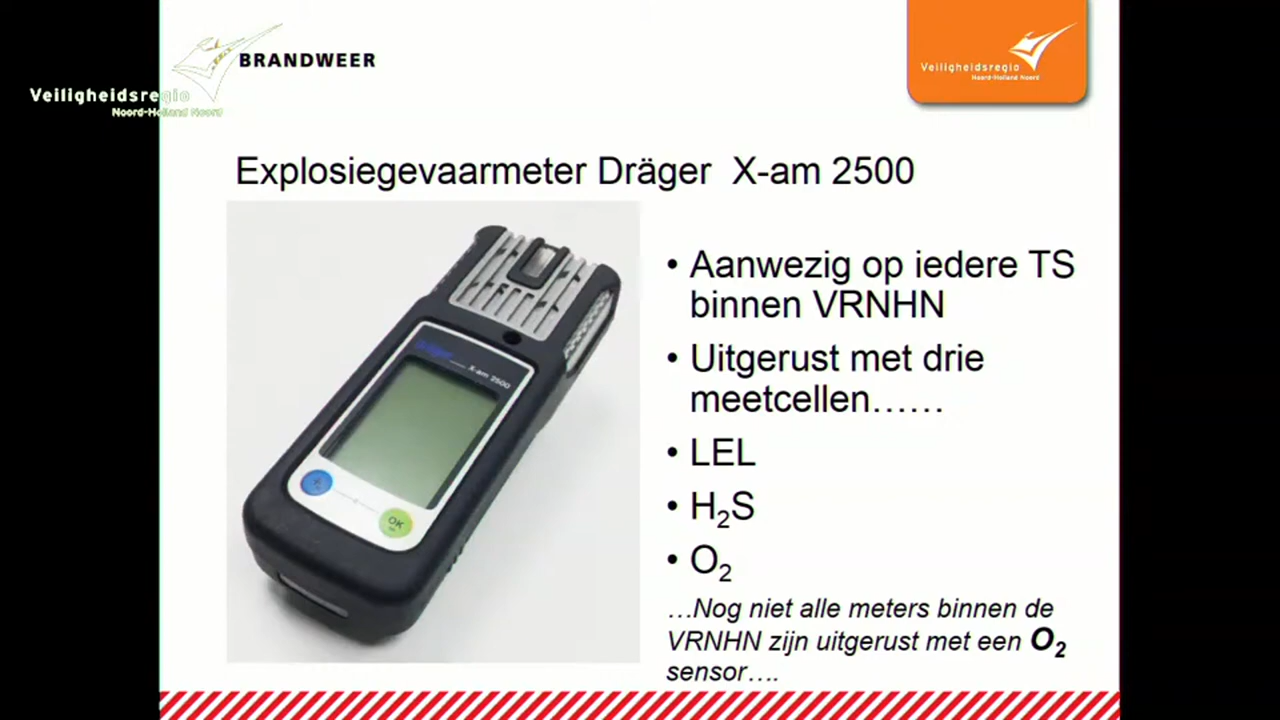 BRANDWEER
Veiligheidsregio
Noord-Holland Noord
Veiligheidsregio
Noord-Holland Noord
Explosiegevaarmeter Dräger X-am 2500
Dräger
X-am 2500
OK
• Aanwezig op iedere TS
binnen VRNHN
• Uitgerust met drie
meetcellen……
• LEL
• H₂S
• O₂
…Nog niet alle meters binnen de
VRNHN zijn uitgerust met een O₂
sensor….